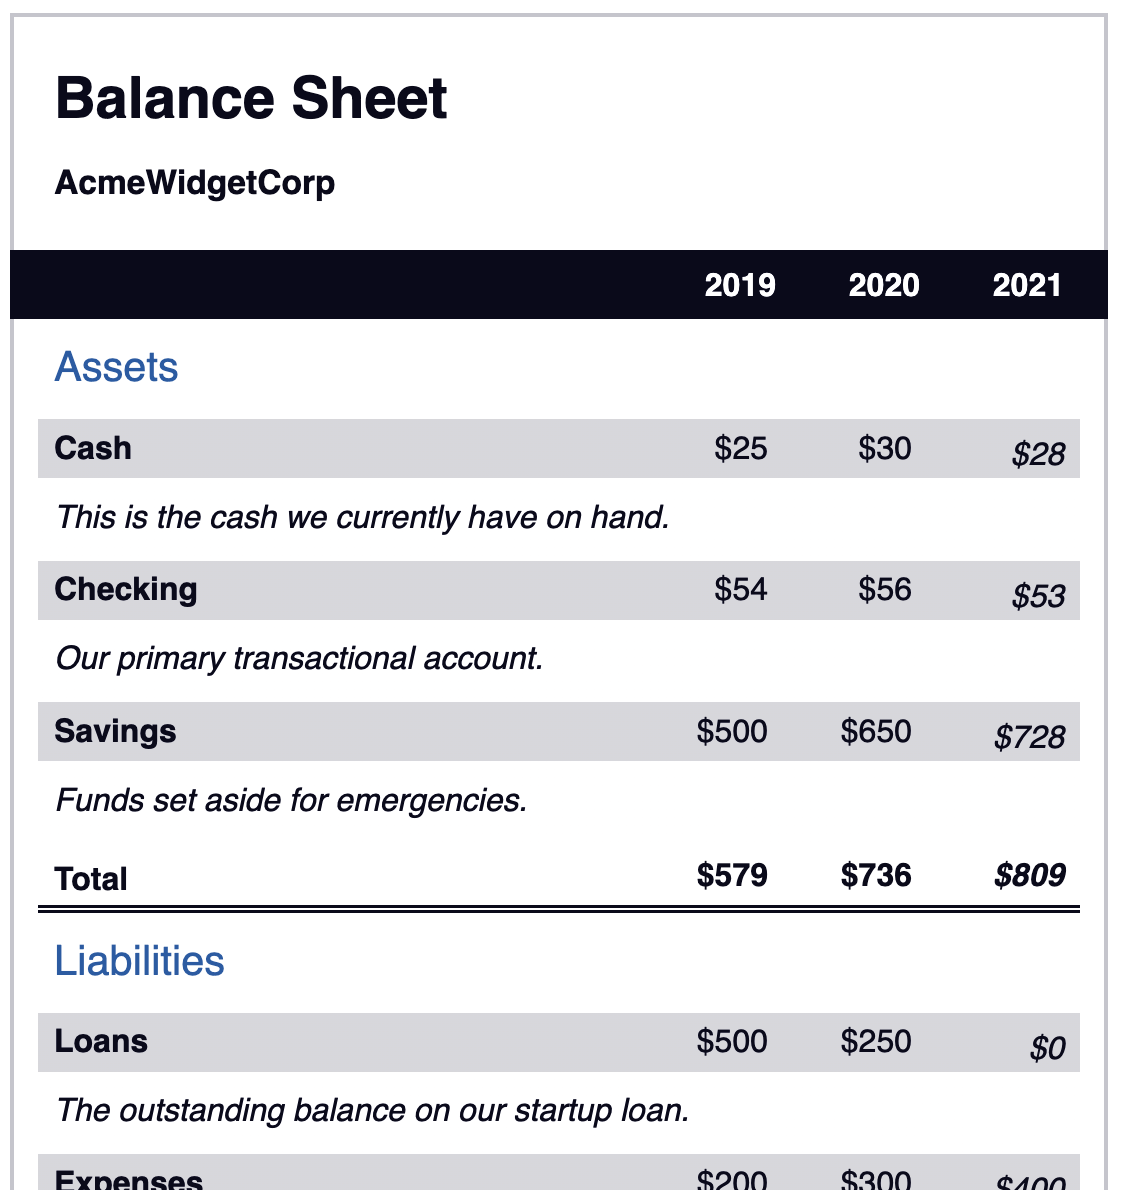 Balance Sheet
AcmeWidgetCorp
2019 2020 2021
Assets
Cash $25 $30 $28
This is the cash we currently have on hand.
Checking $54 $56 $53
Our primary transactional account.
Savings $500 $650 $728
Funds set aside for emergencies.
Total $579 $736 $809
Liabilities
Loans $500 $250 $0
The outstanding balance on our startup loan.
Expenses $200 $300 $400